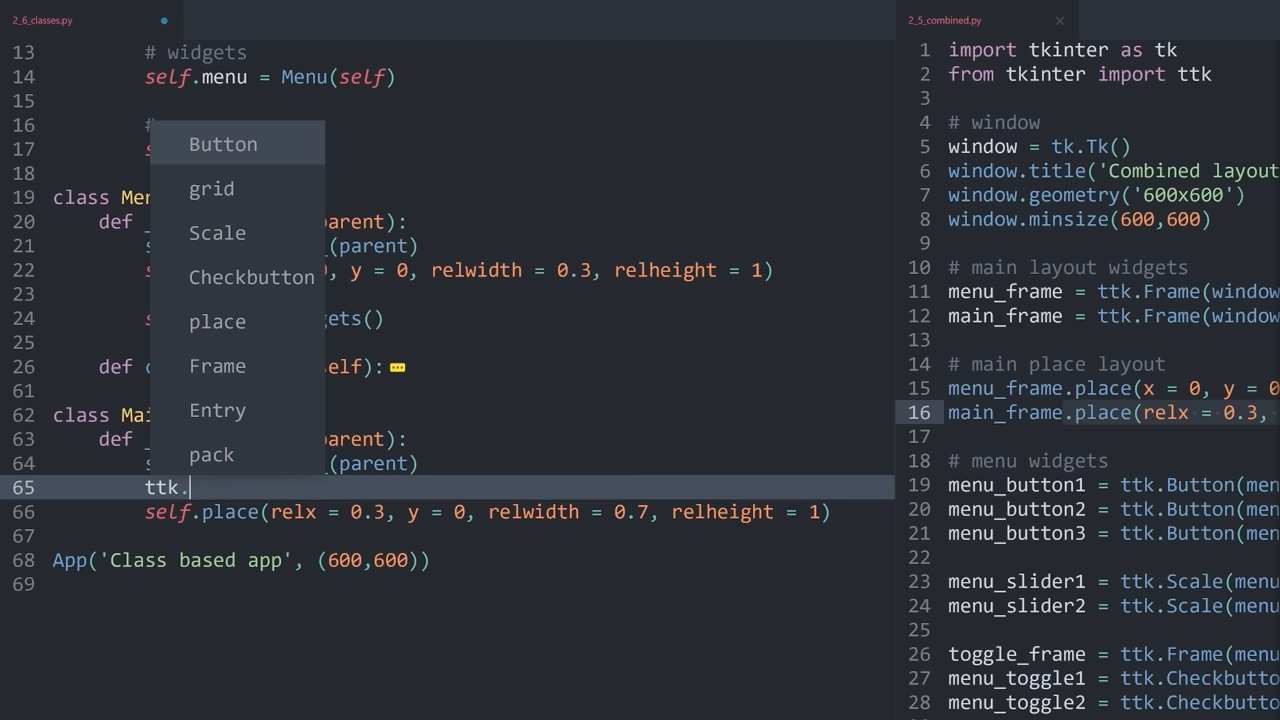 2_6_classes.py
13 # widgets
14 self.menu = Menu(self)
15
16 #
17
18
19 class Men
20 def _ parent):
21 (parent)
22 , y = 0, relwidth = 0.3, relheight = 1)
23
24 gets()
25
26 def elf):
61
62 class Mai
63 def _ parent):
64 _(parent)
65 ttk.
66 self.place(relx = 0.3, y = 0, relwidth = 0.7, relheight = 1)
67
68 App('Class based app', (600,600))
69
Button
grid
Scale
Checkbutton
place
Frame
Entry
pack
2_5_combined.py
1 import tkinter as tk
2 from tkinter import ttk
3
4 # window
5 window = tk.Tk()
6 window.title('Combined layout
7 window.geometry('600x600')
8 window.minsize(600,600)
9
10 # main layout widgets
11 menu_frame = ttk.Frame(window
12 main_frame = ttk.Frame(window
13
14 # main place layout
15 menu_frame.place(x = 0, y = 0
16 main_frame.place(relx = 0.3,
17
18 # menu widgets
19 menu_button1 = ttk.Button(men
20 menu_button2 = ttk.Button(men
21 menu_button3 = ttk.Button(men
22
23 menu_slider1 = ttk.Scale(menu
24 menu_slider2 = ttk.Scale(menu
25
26 toggle_frame = ttk.Frame(menu
27 menu_toggle1 = ttk.Checkbutto
28 menu_toggle2 = ttk.Checkbutto